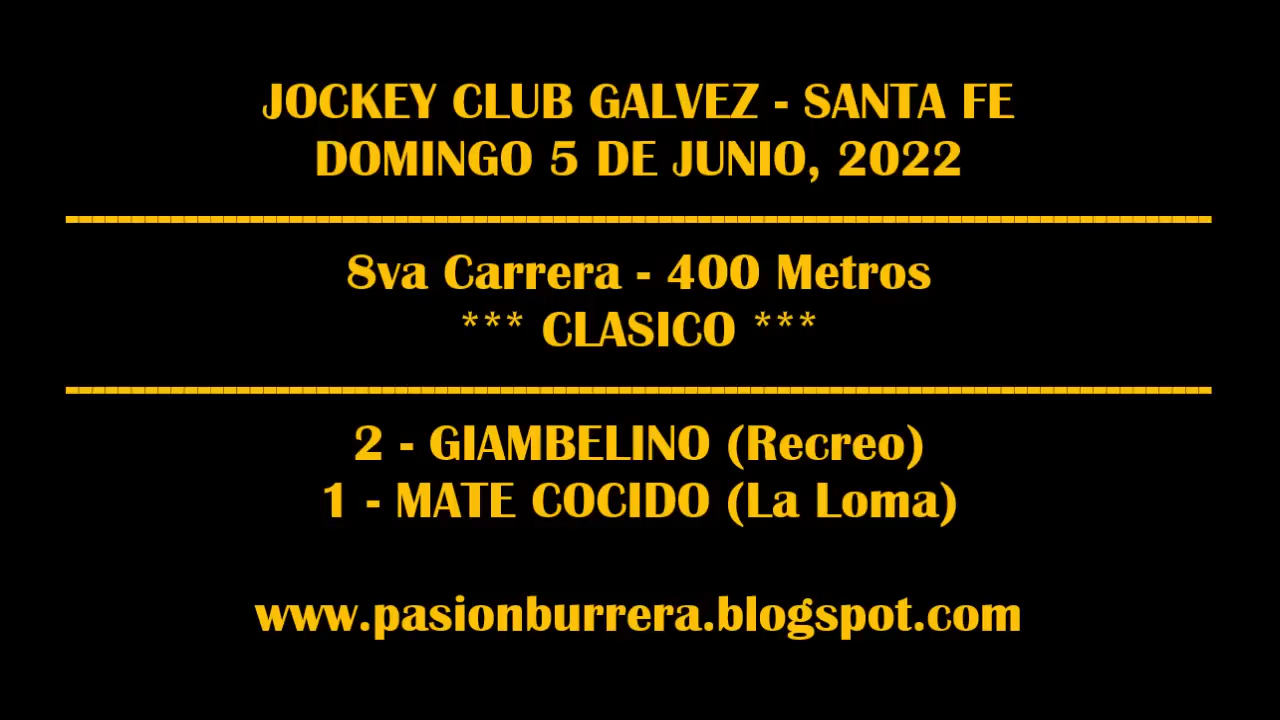 JOCKEY CLUB GALVEZ - SANTA FE
DOMINGO 5 DE JUNIO, 2022
8va Carrera - 400 Metros
*** CLASICO ***
2 - GIAMBELINO (Recreo)
1 - MATE COCIDO (La Loma)
www.pasionburrera.blogspot.com